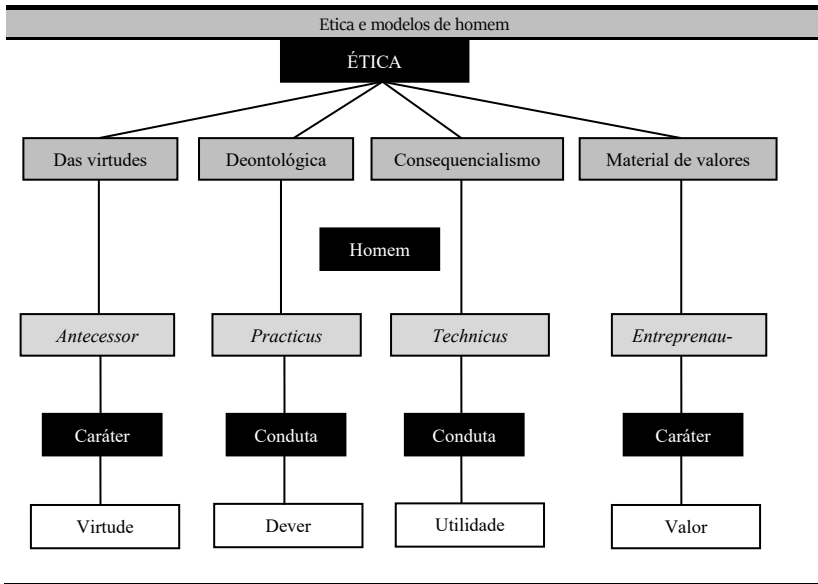 Etica e modelos de homem
ÉTICA
Das virtudes
Deontológica
Consequencialismo
Material de valores
Homem
Antecessor
Practicus
Technicus
Entreprenau-
Caráter
Conduta
Conduta
Caráter
Virtude
Dever
Utilidade
Valor